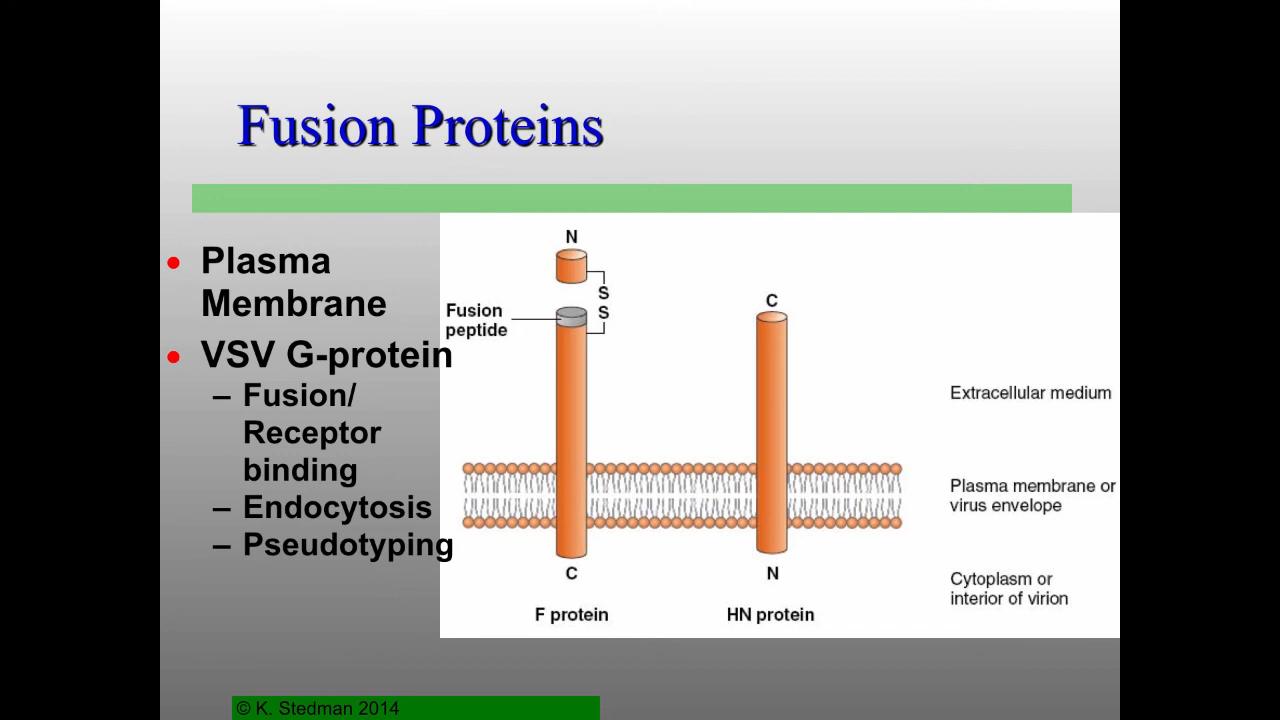 Fusion Proteins
• Plasma
Membrane
• VSV G-protein
– Fusion/
Receptor
binding
– Endocytosis
– Pseudotyping
N
S
S
Fusion
peptide
C
F protein
C
N
HN protein
Extracellular medium
Plasma membrane or
virus envelope
Cytoplasm or
interior of virion
© K. Stedman 2014